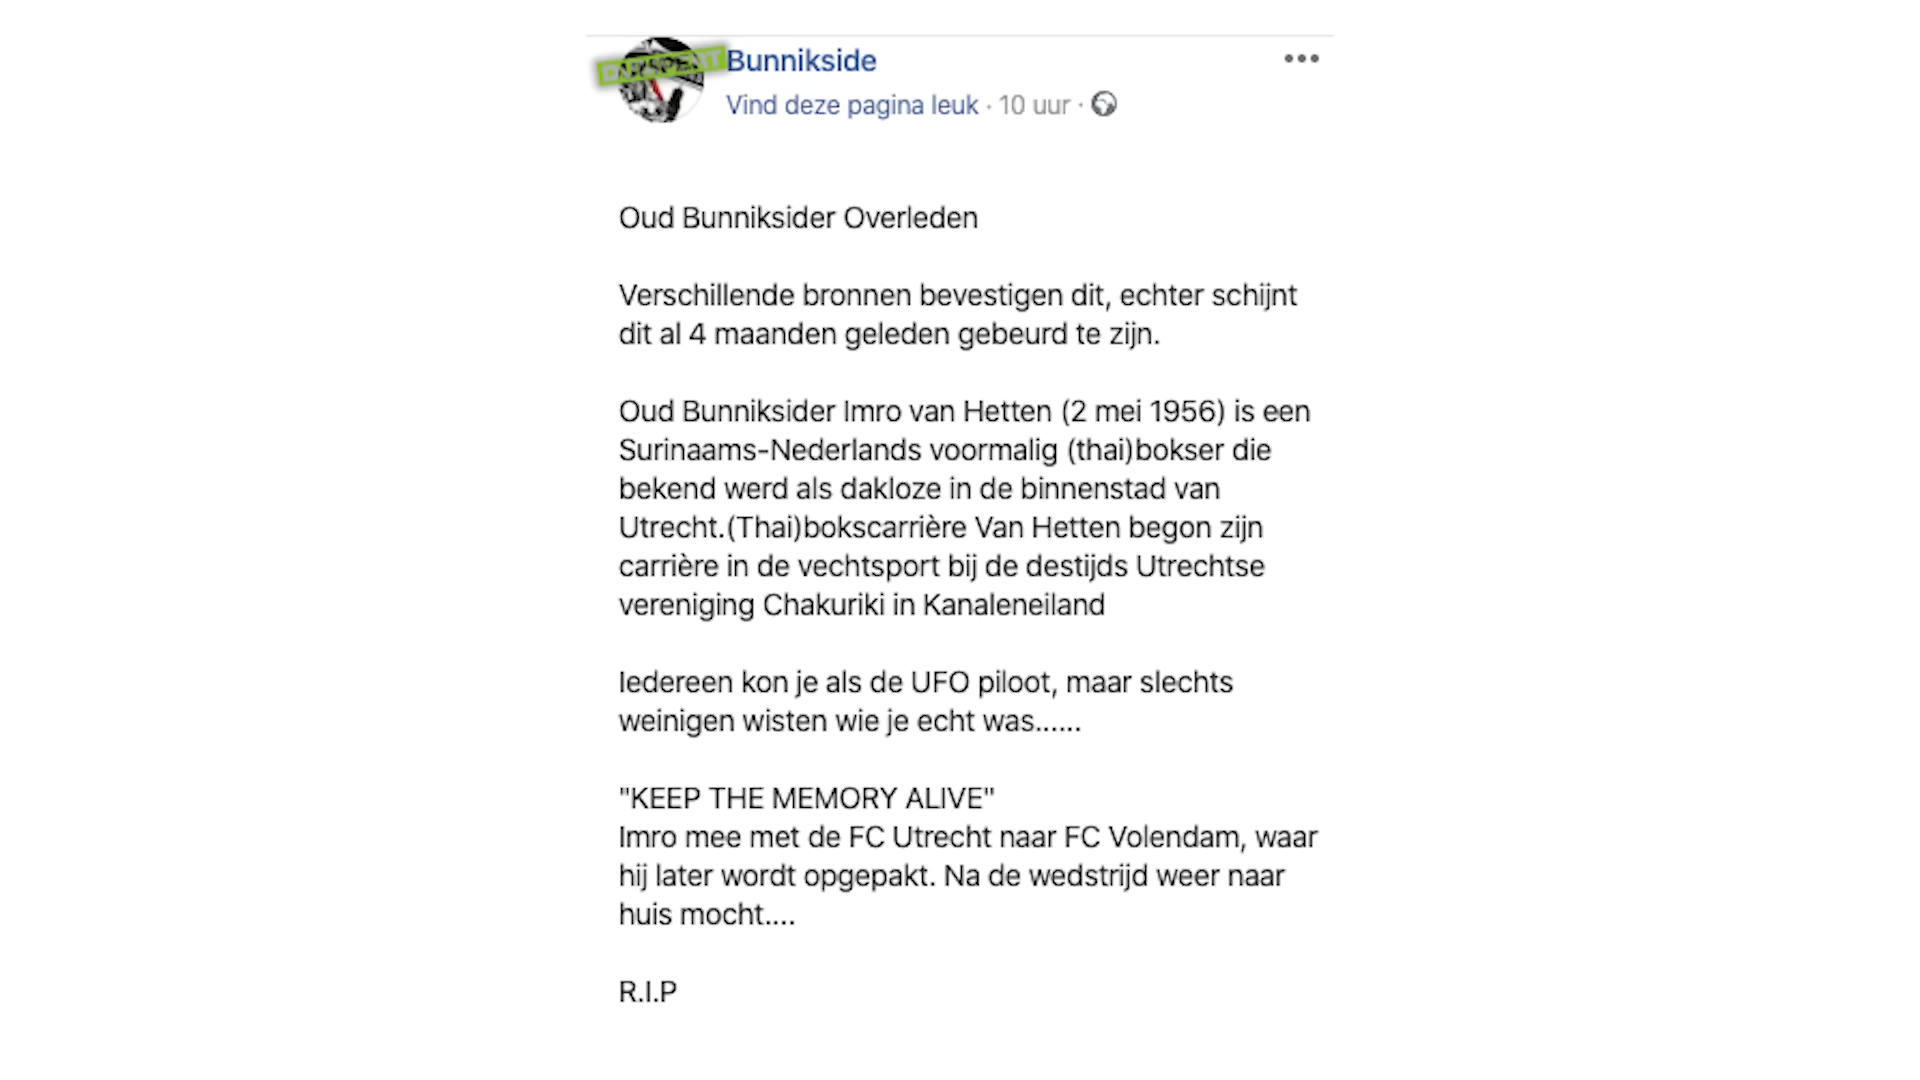 Bunnikside
Vind deze pagina leuk · 10 uur ·
Oud Bunniksider Overleden
Verschillende bronnen bevestigen dit, echter schijnt
dit al 4 maanden geleden gebeurd te zijn.
Oud Bunniksider Imro van Hetten (2 mei 1956) is een
Surinaams-Nederlands voormalig (thai)bokser die
bekend werd als dakloze in de binnenstad van
Utrecht.(Thai)bokscarrière Van Hetten begon zijn
carrière in de vechtsport bij de destijds Utrechtse
vereniging Chakuriki in Kanaleneiland
Iedereen kon je als de UFO piloot, maar slechts
weinigen wisten wie je echt was......
"KEEP THE MEMORY ALIVE"
Imro mee met de FC Utrecht naar FC Volendam, waar
hij later wordt opgepakt. Na de wedstrijd weer naar
huis mocht....
R.I.P